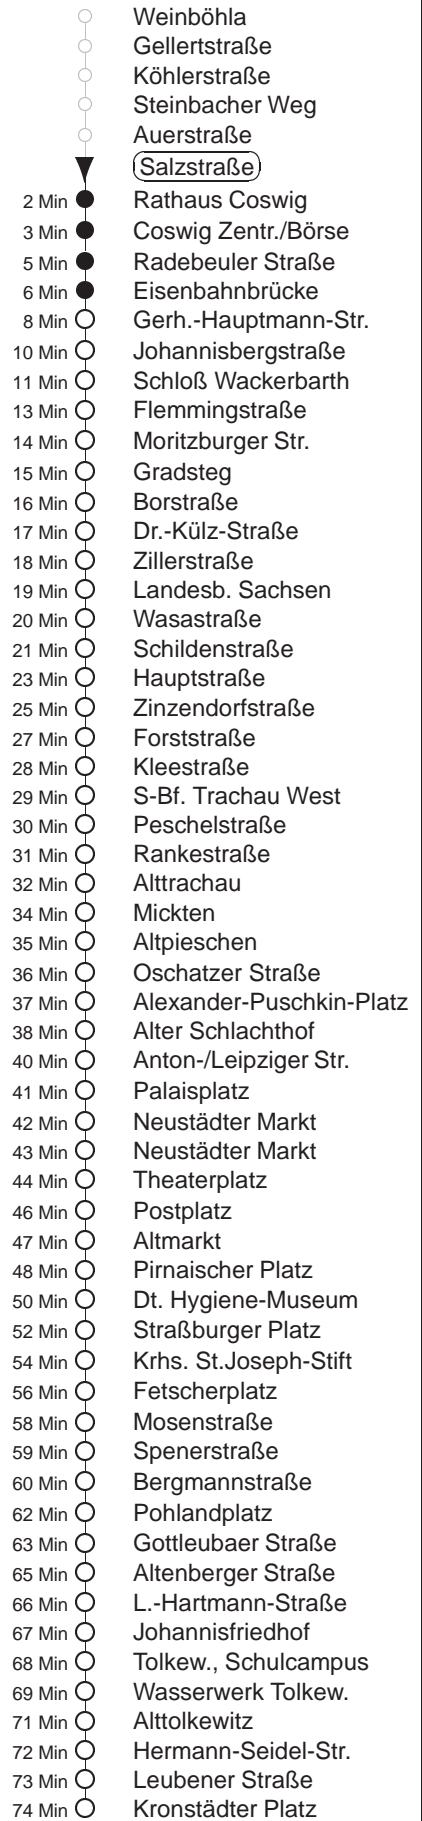 Weinböhla
Gellertstraße
Köhlerstraße
Steinbacher Weg
Auerstraße
Salzstraße
2 Min Rathaus Coswig
3 Min Coswig Zentr./Börse
5 Min Radebeuler Straße
6 Min Eisenbahnbrücke
8 Min Gerh.-Hauptmann-Str.
10 Min Johannisbergstraße
11 Min Schloß Wackerbarth
13 Min Flemmingstraße
14 Min Moritzburger Str.
15 Min Gradsteg
16 Min Borstraße
17 Min Dr.-Külz-Straße
18 Min Zillerstraße
19 Min Landesb. Sachsen
20 Min Wasastraße
21 Min Schildenstraße
23 Min Hauptstraße
25 Min Zinzendorfstraße
27 Min Forststraße
28 Min Kleestraße
29 Min S-Bf. Trachau West
30 Min Peschelstraße
31 Min Rankestraße
32 Min Alttrachau
34 Min Mickten
35 Min Altpieschen
36 Min Oschatzer Straße
37 Min Alexander-Puschkin-Platz
38 Min Alter Schlachthof
40 Min Anton-/Leipziger Str.
41 Min Palaisplatz
42 Min Neustädter Markt
43 Min Neustädter Markt
44 Min Theaterplatz
46 Min Postplatz
47 Min Altmarkt
48 Min Pirnaischer Platz
50 Min Dt. Hygiene-Museum
52 Min Straßburger Platz
54 Min Krhs. St.Joseph-Stift
56 Min Fetscherplatz
58 Min Mosenstraße
59 Min Spenerstraße
60 Min Bergmannstraße
62 Min Pohlandplatz
63 Min Gottleubaer Straße
65 Min Altenberger Straße
66 Min L.-Hartmann-Straße
67 Min Johannisfriedhof
68 Min Tolkew., Schulcampus
69 Min Wasserwerk Tolkew.
71 Min Alttolkewitz
72 Min Hermann-Seidel-Str.
73 Min Leubener Straße
74 Min Kronstädter Platz